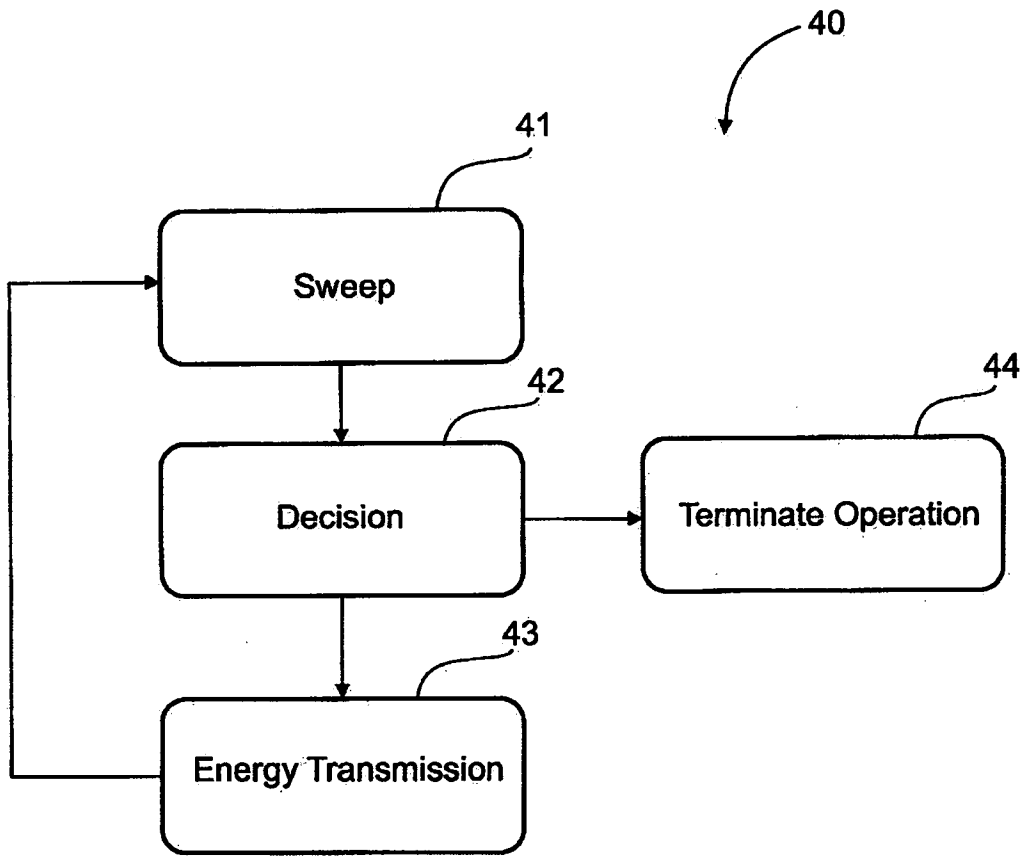 40
41
Sweep
42
Decision
44
Terminate Operation
43
Energy Transmission